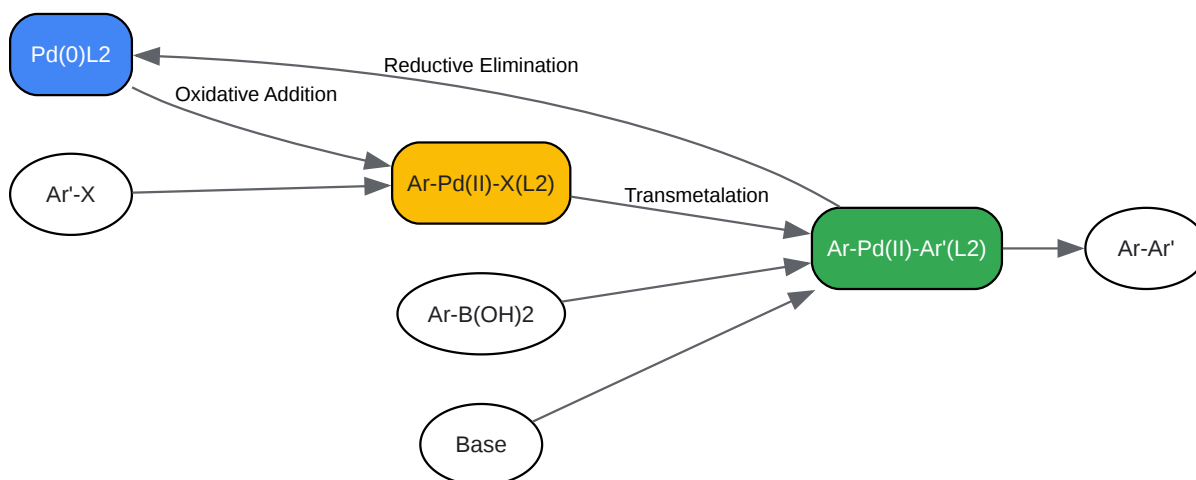 Pd(0)L2
Reductive Elimination
Oxidative Addition
Ar'-X
Ar-Pd(II)-X(L2)
Transmetalation
Ar-Pd(II)-Ar'(L2)
Ar-Ar'
Ar-B(OH)2
Base